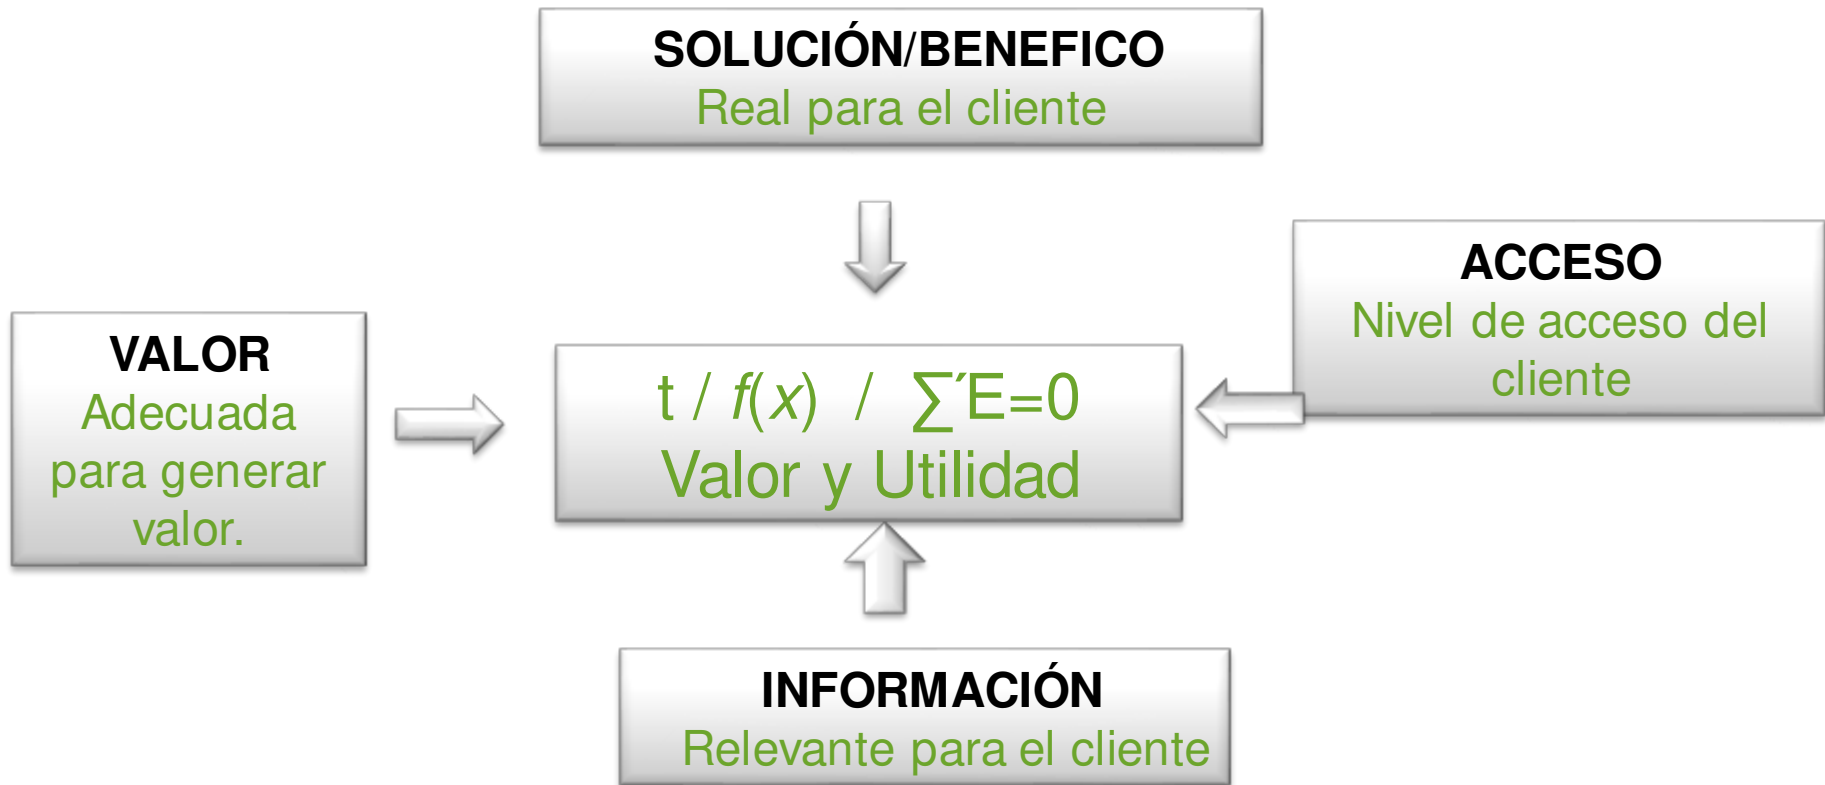 SOLUCIÓN/BENEFICO
Real para el cliente
ACCESO
Nivel de acceso del
cliente
VALOR
Adecuada
para generar
valor.
t / f(x) / ∑΄E=0
Valor y Utilidad
INFORMACIÓN
Relevante para el cliente